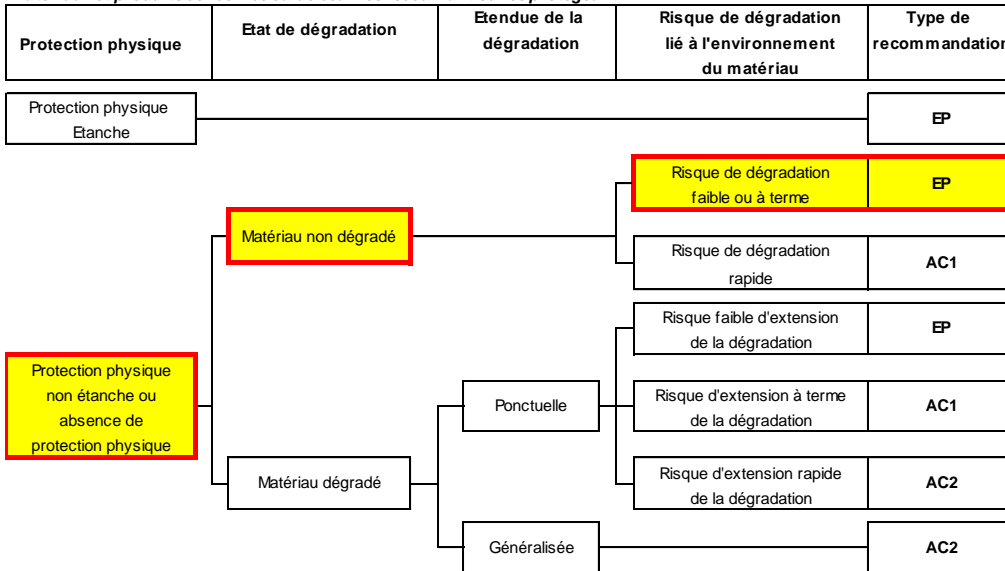 Protection physique
Etat de dégradation
Etendue de la
dégradation
Risque de dégradation
lié à l'environnement
du matériau
Type de
recommandation
Protection physique
Etanche
EP
Risque de dégradation
faible ou à terme
EP
Matériau non dégradé
Risque de dégradation
rapide
AC1
Risque faible d'extension
de la dégradation
EP
Protection physique
non étanche ou
absence de
protection physique
Ponctuelle
Risque d'extension à terme
de la dégradation
AC1
Matériau dégradé
Risque d'extension rapide
de la dégradation
AC2
Généralisée
AC2